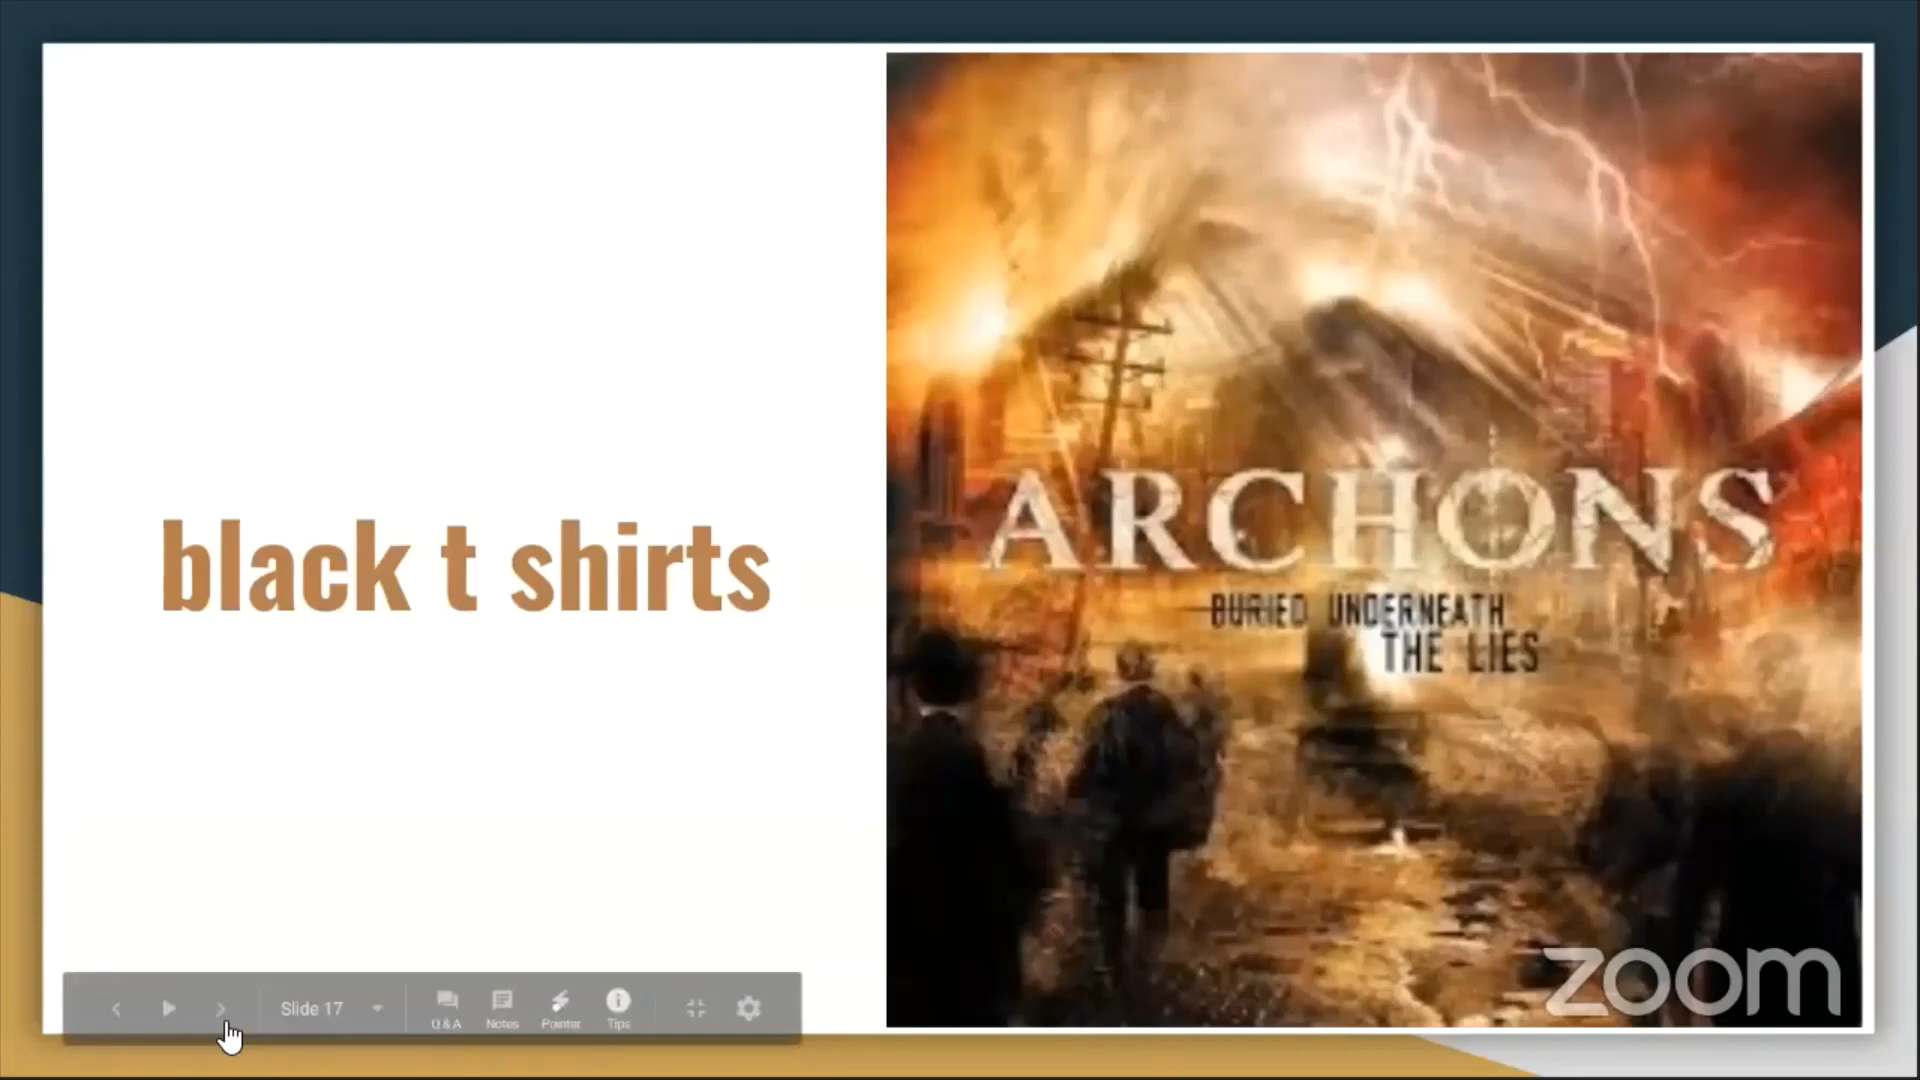 black t shirts
ARCHONS
BURIED UNDERNEATH
THE LIES
zoom
Slide 17
Q & A
Notes
Pointer
Tips